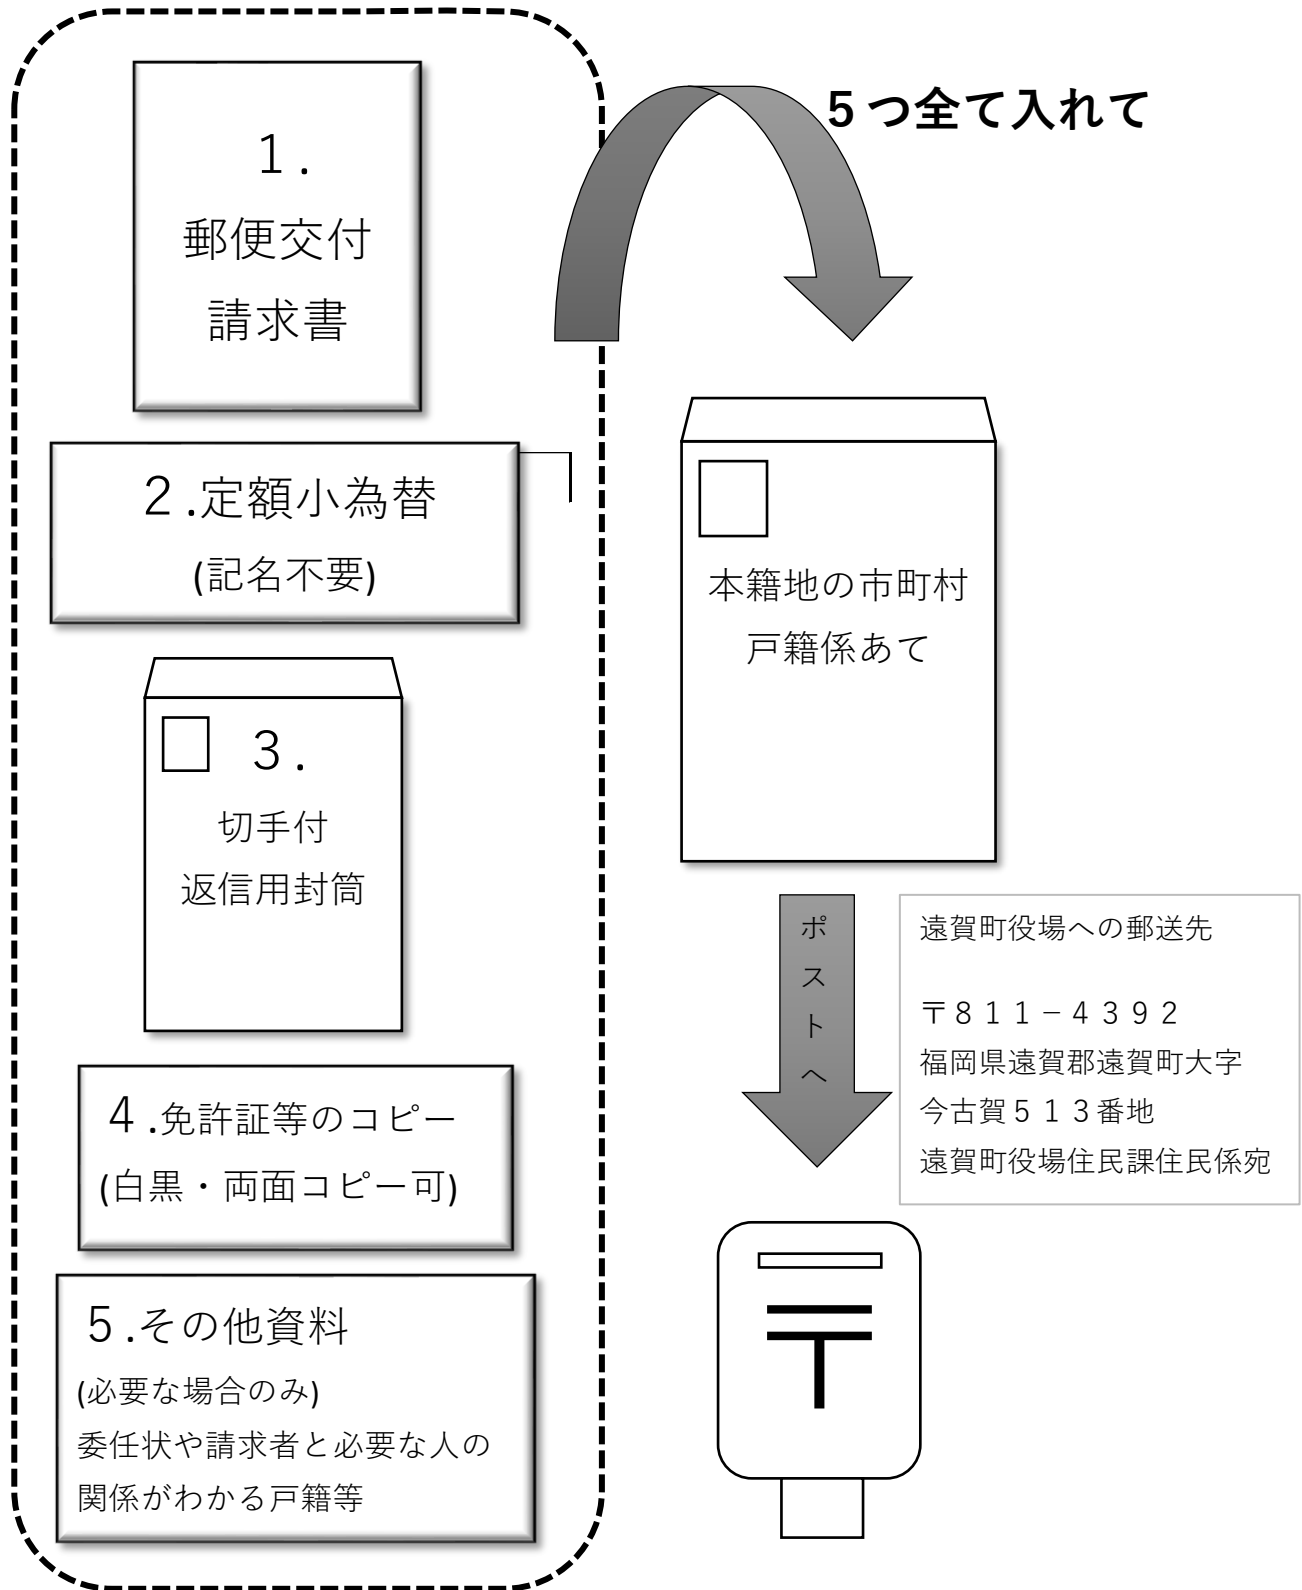 ５つ全て入れて
１.
郵便交付
請求書
２.定額小為替
(記名不要)
３.
切手付
返信用封筒
４.免許証等のコピー
(白黒・両面コピー可)
５.その他資料
(必要な場合のみ)
委任状や請求者と必要な人の
関係がわかる戸籍等
本籍地の市町村
戸籍係あて
ポストへ
遠賀町役場への郵送先
〒８１１－４３９２
福岡県遠賀郡遠賀町大字
今古賀５１３番地
遠賀町役場住民課住民係宛
〒